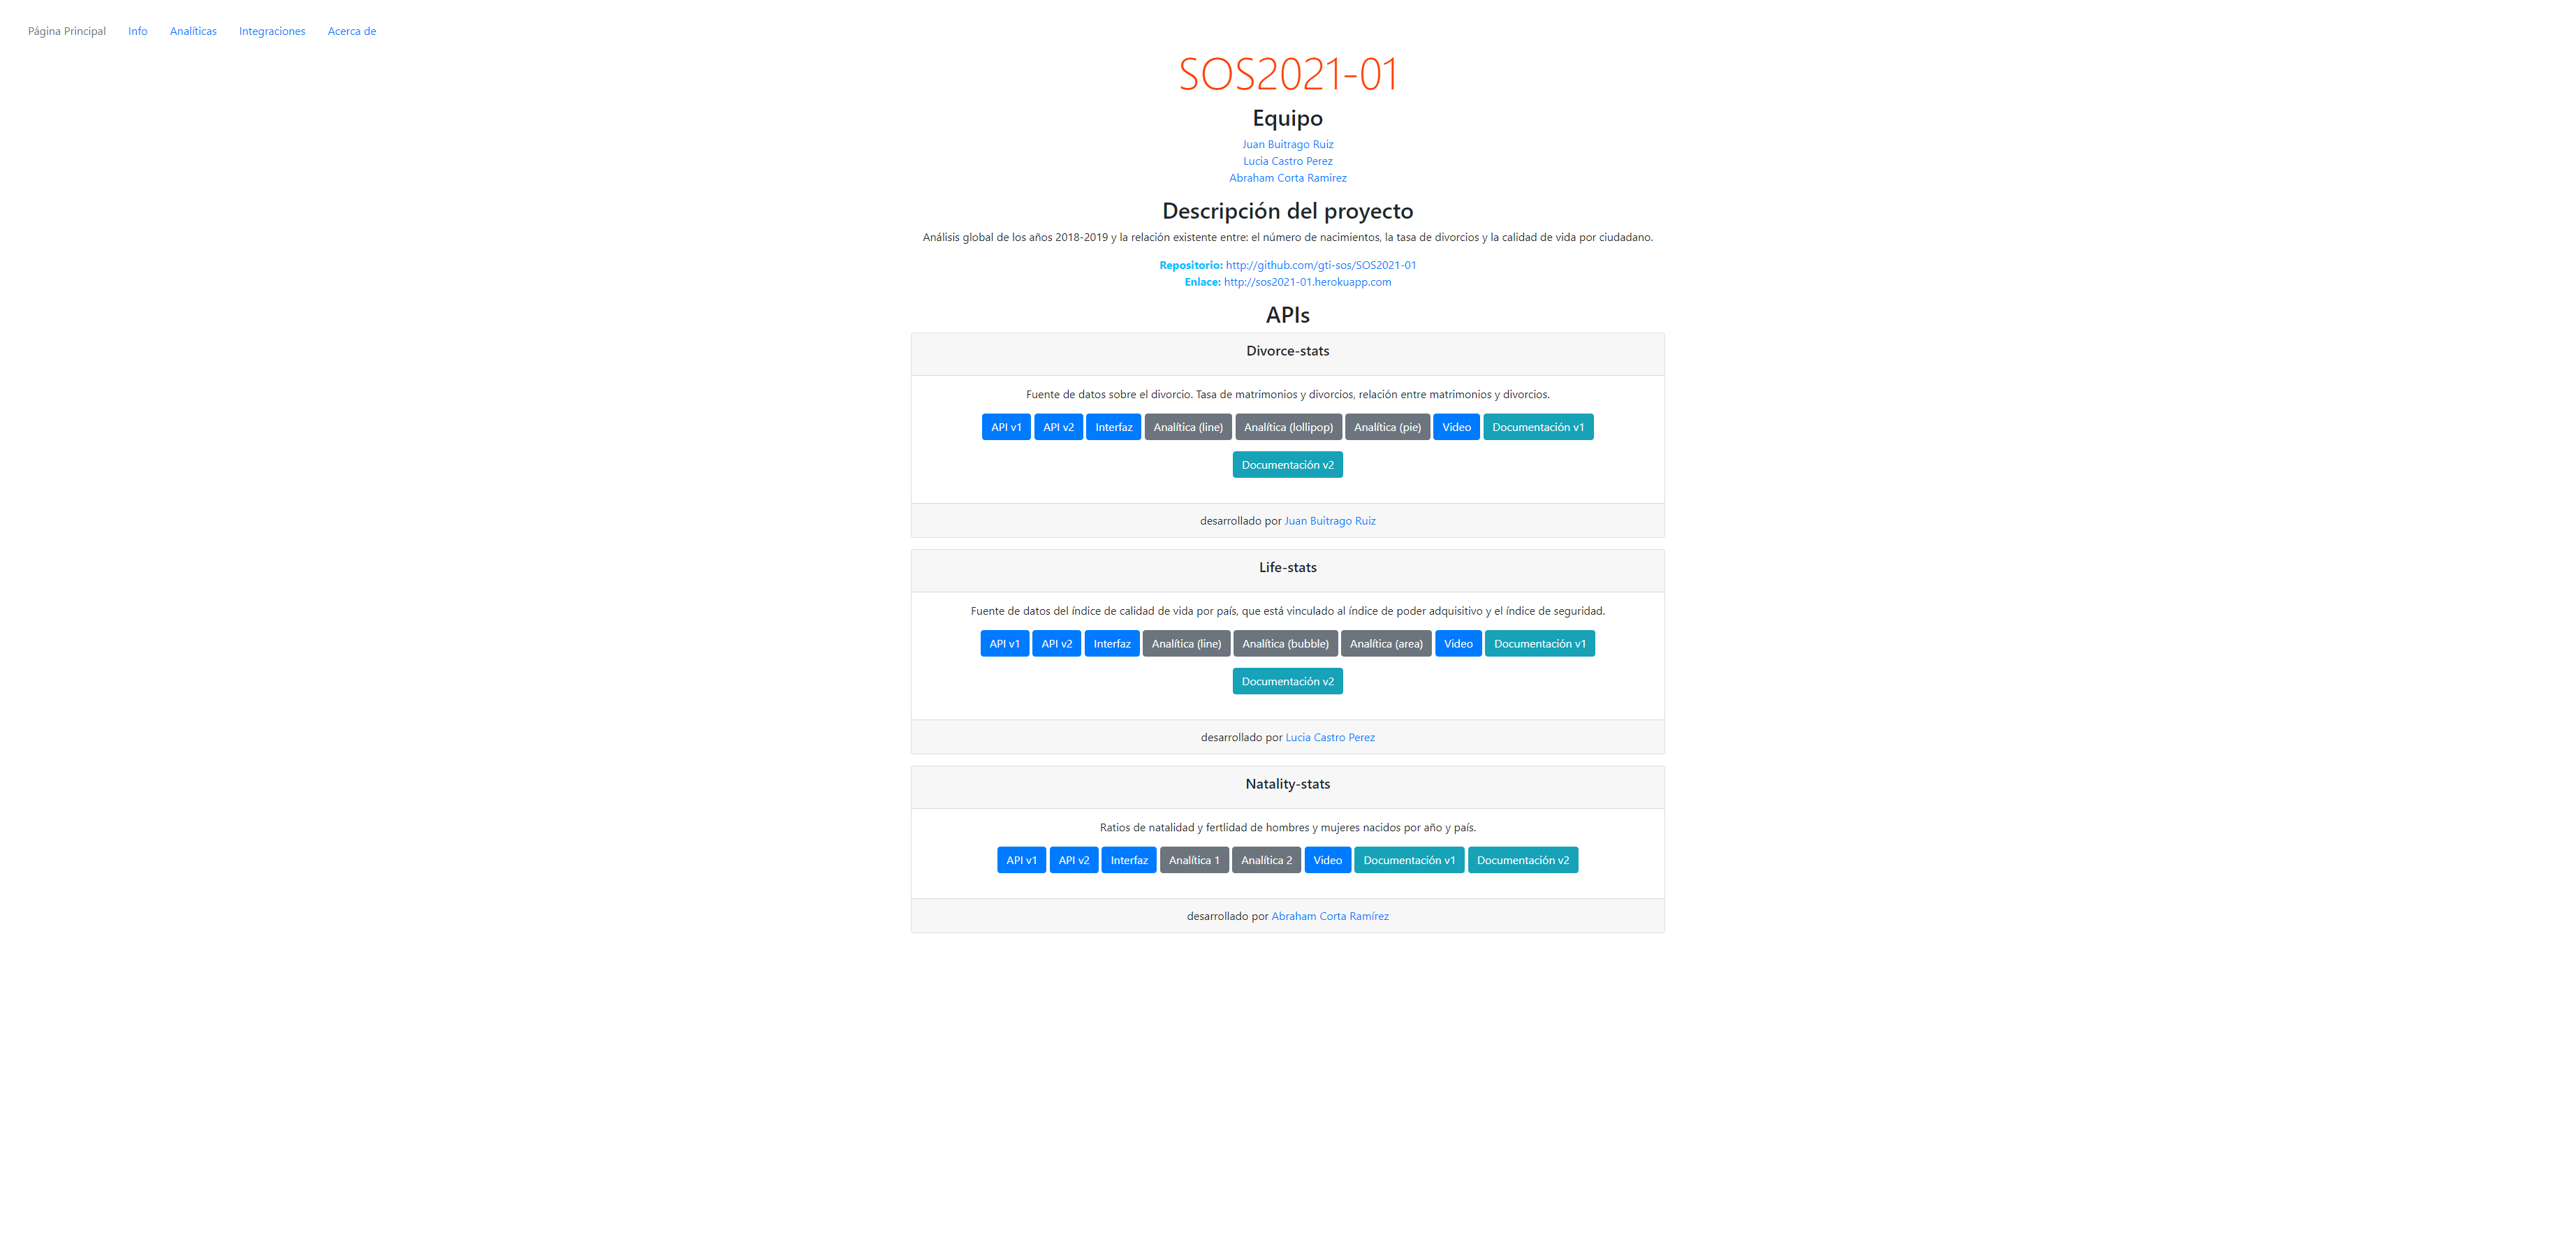 Página Principal Info Analíticas Integraciones Acerca de
SOS2021-01
Equipo
Juan Buitrago Ruiz
Lucia Castro Perez
Abraham Corta Ramirez
Descripción del proyecto
Análisis global de los años 2018-2019 y la relación existente entre: el número de nacimientos, la tasa de divorcios y la calidad de vida por ciudadano.
Repositorio: http://github.com/gti-sos/SOS2021-01
Enlace: http://sos2021-01.herokuapp.com
APIs
Divorce-stats
Fuente de datos sobre el divorcio. Tasa de matrimonios y divorcios, relación entre matrimonios y divorcios.
API v1 API v2 Interfaz Analítica (line) Analítica (lollipop) Analítica (pie) Video Documentación v1
Documentación v2
desarrollado por Juan Buitrago Ruiz
Life-stats
Fuente de datos del índice de calidad de vida por país, que está vinculado al índice de poder adquisitivo y el índice de seguridad.
API v1 API v2 Interfaz Analítica (line) Analítica (bubble) Analítica (area) Video Documentación v1
Documentación v2
desarrollado por Lucia Castro Perez
Natality-stats
Ratios de natalidad y fertlidad de hombres y mujeres nacidos por año y país.
API v1 API v2 Interfaz Analítica 1 Analítica 2 Video Documentación v1 Documentación v2
desarrollado por Abraham Corta Ramírez